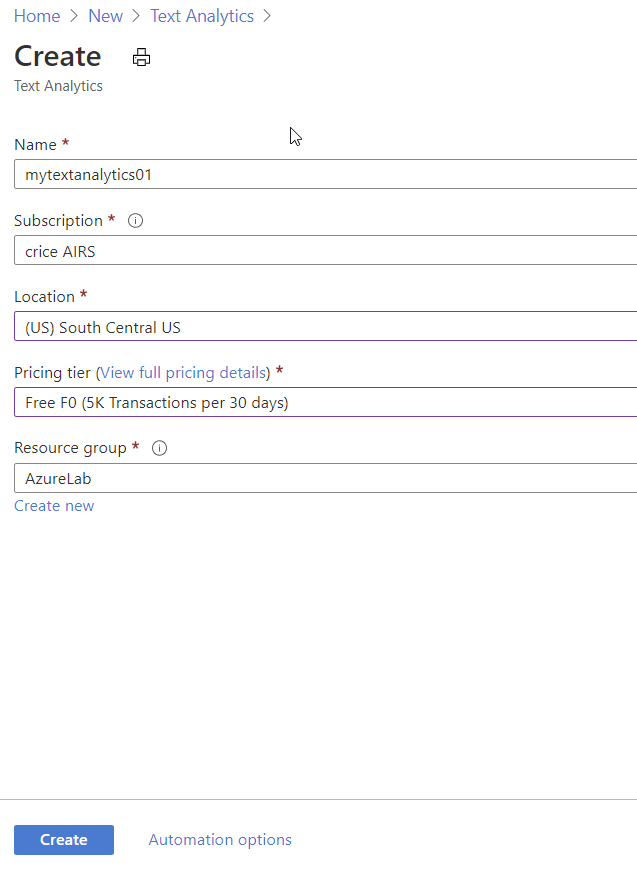 Home > New > Text Analytics >
Create
Text Analytics
Name *
mytextanalytics01
Subscription *
crice AIRS
Location *
(US) South Central US
Pricing tier (View full pricing details) *
Free F0 (5K Transactions per 30 days)
Resource group *
AzureLab
Create new
Create Automation options